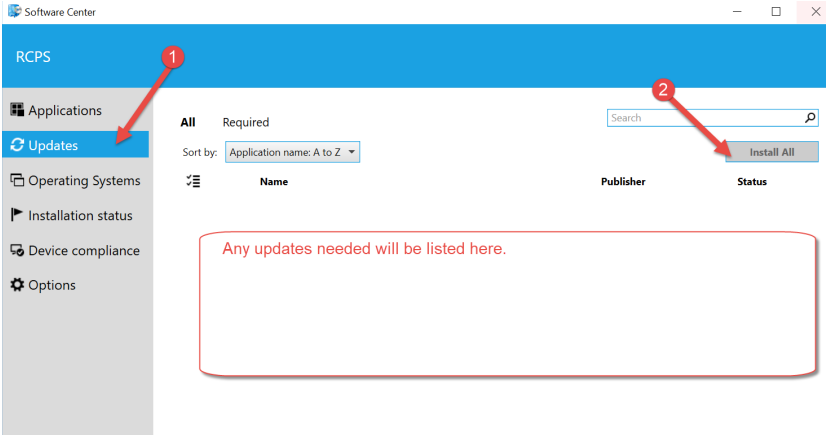 Software Center
RCPS
1
2
Applications
Updates
Operating Systems
Installation status
Device compliance
Options
All Required
Search
Sort by: Application name: A to Z
Install All
Name Publisher Status
Any updates needed will be listed here.